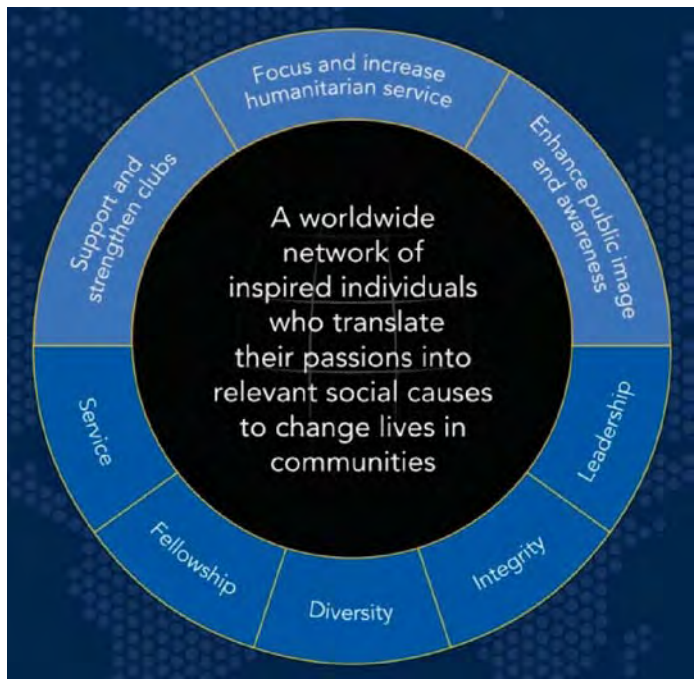 Focus and increase
humanitarian service
Support and
strengthen clubs
Enhance public image
and awareness
A worldwide
network of
inspired individuals
who translate
their passions into
relevant social causes
to change lives in
communities
Service
Fellowship
Diversity
Integrity
Leadership